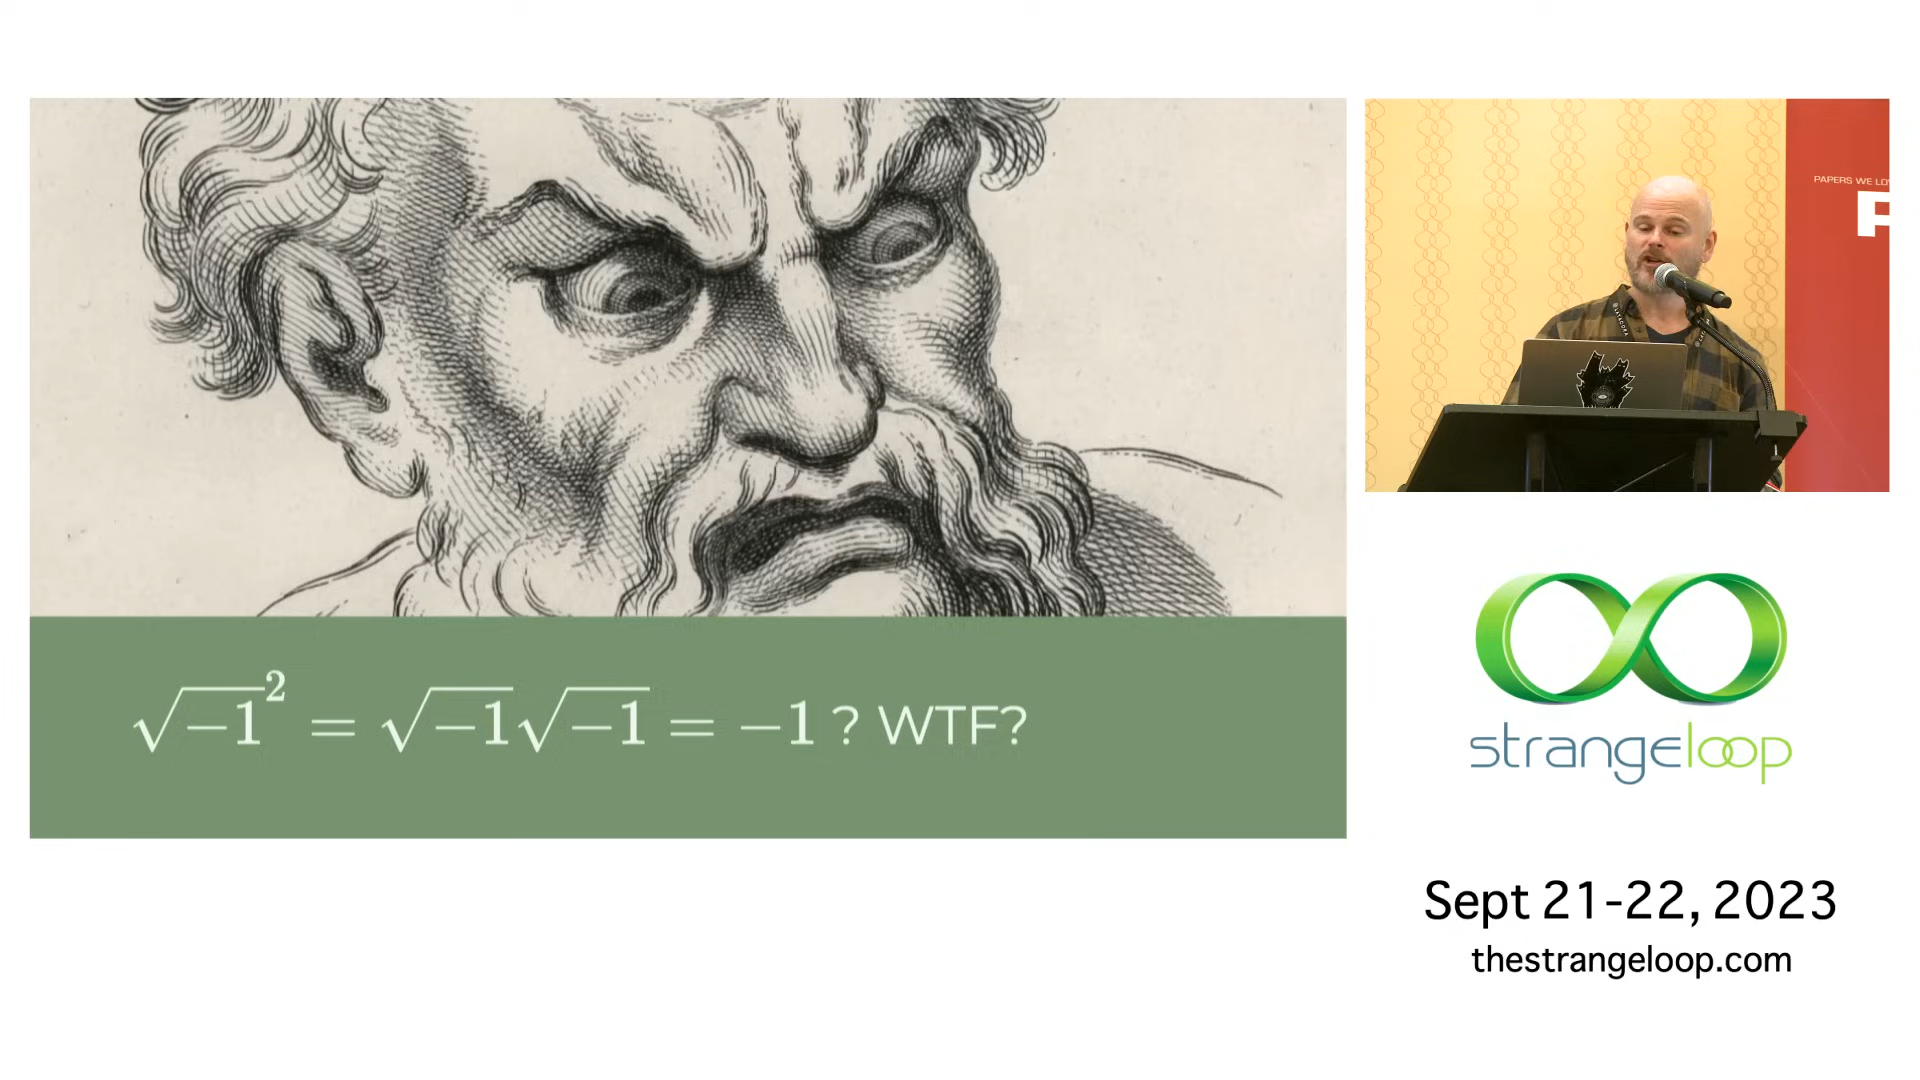 √−1² = √−1√−1 = −1 ? WTF?
PAPERS WE LO
strangeloop
Sept 21-22, 2023
thestrangeloop.com